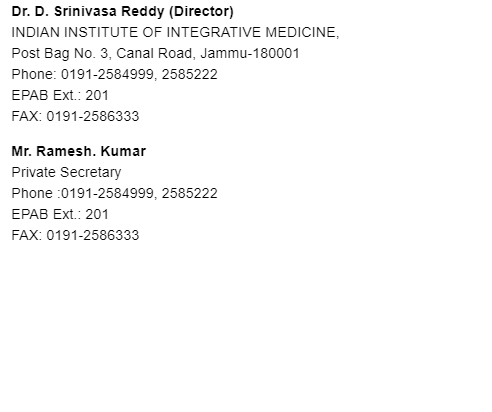 Dr. D. Srinivasa Reddy (Director)
INDIAN INSTITUTE OF INTEGRATIVE MEDICINE,
Post Bag No. 3, Canal Road, Jammu-180001
Phone: 0191-2584999, 2585222
EPAB Ext.: 201
FAX: 0191-2586333
Mr. Ramesh. Kumar
Private Secretary
Phone :0191-2584999, 2585222
EPAB Ext.: 201
FAX: 0191-2586333